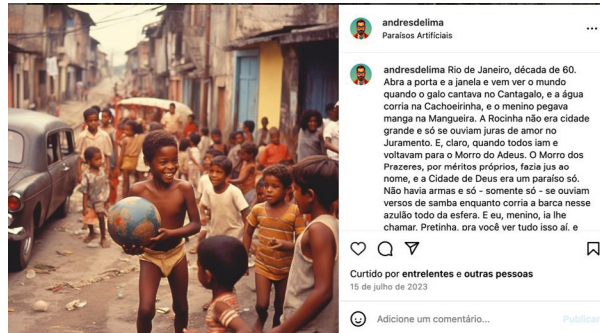 andresdelima
Paraísos Artificiais
andresdelima Rio de Janeiro, década de 60.
Abra a porta e a janela e vem ver o mundo
quando o galo cantava no Cantagalo, e a água
corria na Cachoeirinha, e o menino pegava
manga na Mangueira. A Rocinha não era cidade
grande e só se ouviam juras de amor no
Juramento. E, claro, quando todos iam e
voltavam para o Morro do Adeus. O Morro dos
Prazeres, por méritos próprios, fazia jus ao
nome, e a Cidade de Deus era um paraíso só.
Não havia armas e só - somente só - se ouviam
versos de samba enquanto corria a barca nesse
azulão todo da esfera. E eu, menino, ia lhe
chamar, Pretinha, pra você ver tudo isso aí, e
Curtido por entrelentes e outras pessoas
15 de julho de 2023
Adicione um comentário...
Publicar